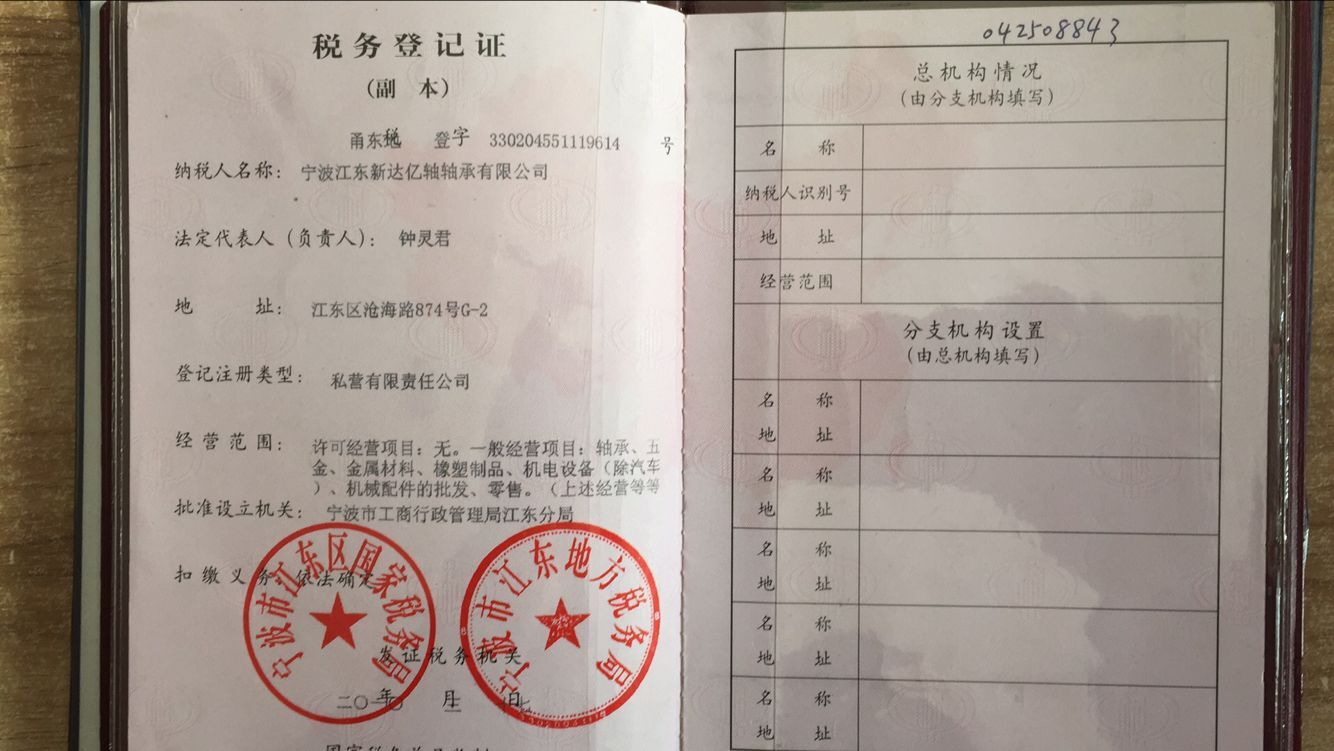 税务登记证
(副 本)
甬东税 登字 330204551119614 号
纳税人名称: 宁波江东新达亿轴轴承有限公司
法定代表人(负责人): 钟灵君
地 址: 江东区沧海路874号G-2
登记注册类型: 私营有限责任公司
经营范围: 许可经营项目:无。一般经营项目:轴承、五
金、金属材料、橡塑制品、机电设备(除汽车
)、机械配件的批发、零售。(上述经营等等
批准设立机关: 宁波市工商行政管理局江东分局
扣缴义务 依法确定
宁波市江东区国家税务局
宁波市江东地方税务局
发证税务机关
二〇一〇年 月 日
042508843
总机构情况
(由分支机构填写)
名 称
纳税人识别号
地 址
经营范围
分支机构设置
(由总机构填写)
名 称
地 址
名 称
地 址
名 称
地 址
名 称
地 址
名 称
地 址